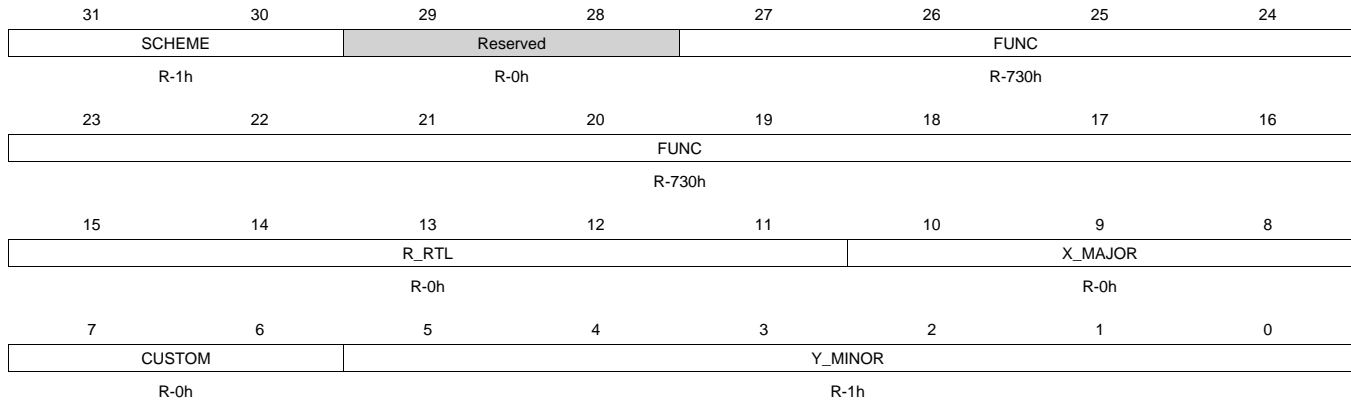 31 30 29 28 27 26 25 24
SCHEME Reserved FUNC
R-1h R-0h R-730h
23 22 21 20 19 18 17 16
FUNC
R-730h
15 14 13 12 11 10 9 8
R_RTL X_MAJOR
R-0h R-0h
7 6 5 4 3 2 1 0
CUSTOM Y_MINOR
R-0h R-1h